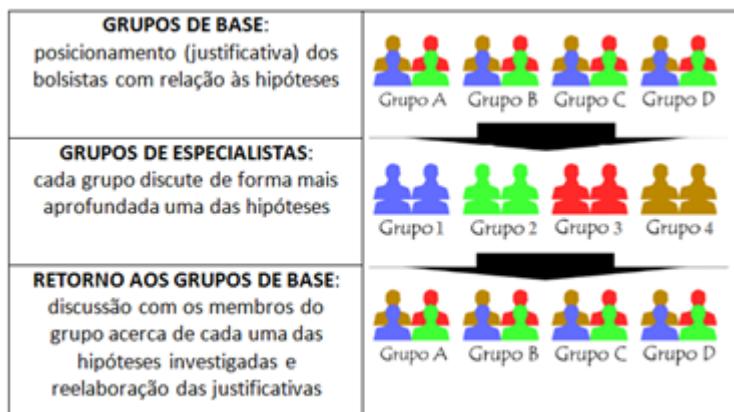 GRUPOS DE BASE:
posicionamento (justificativa) dos
bolsistas com relação às hipóteses
Grupo A Grupo B Grupo C Grupo D
GRUPOS DE ESPECIALISTAS:
cada grupo discute de forma mais
aprofundada uma das hipóteses
Grupo 1 Grupo 2 Grupo 3 Grupo 4
RETORNO AOS GRUPOS DE BASE:
discussão com os membros do
grupo acerca de cada uma das
hipóteses investigadas e
reelaboração das justificativas
Grupo A Grupo B Grupo C Grupo D